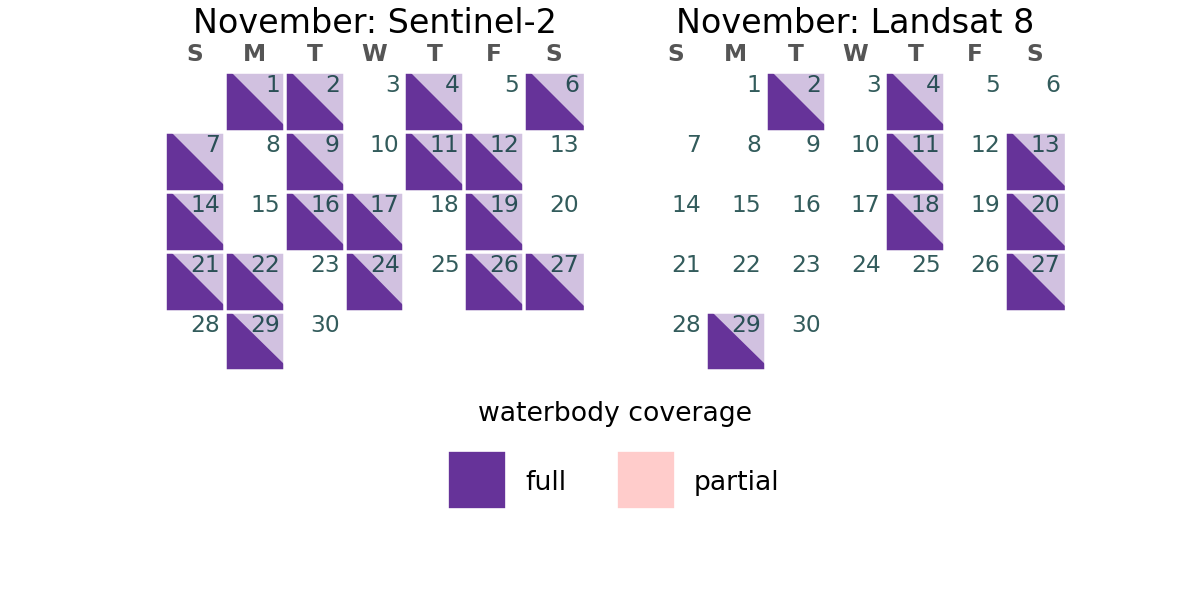 November: Sentinel-2
S M T W T F S
1 2 3 4 5 6
7 8 9 10 11 12 13
14 15 16 17 18 19 20
21 22 23 24 25 26 27
28 29 30
November: Landsat 8
S M T W T F S
1 2 3 4 5 6
7 8 9 10 11 12 13
14 15 16 17 18 19 20
21 22 23 24 25 26 27
28 29 30
waterbody coverage
full partial